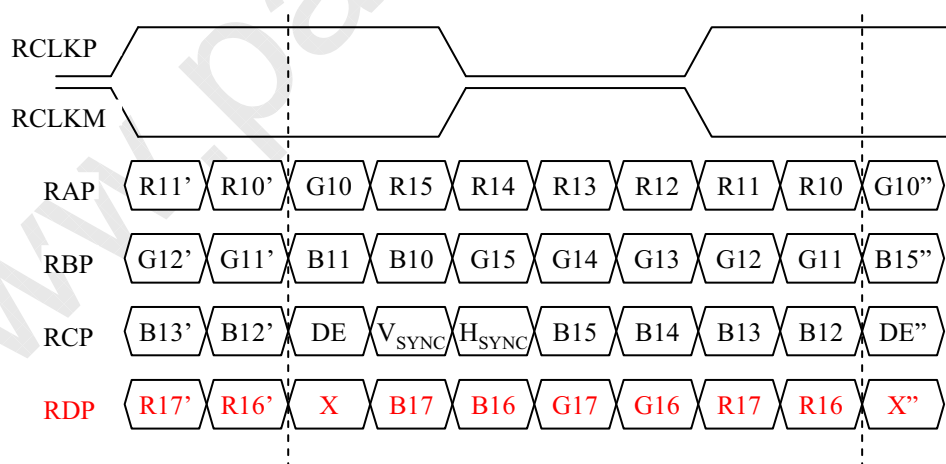 RCLKP
RCLKM
RAP R11’ R10’ G10 R15 R14 R13 R12 R11 R10 G10”
RBP G12’ G11’ B11 B10 G15 G14 G13 G12 G11 B15”
RCP B13’ B12’ DE VSYNC HSYNC B15 B14 B13 B12 DE”
RDP R17’ R16’ X B17 B16 G17 G16 R17 R16 X”
www.pa